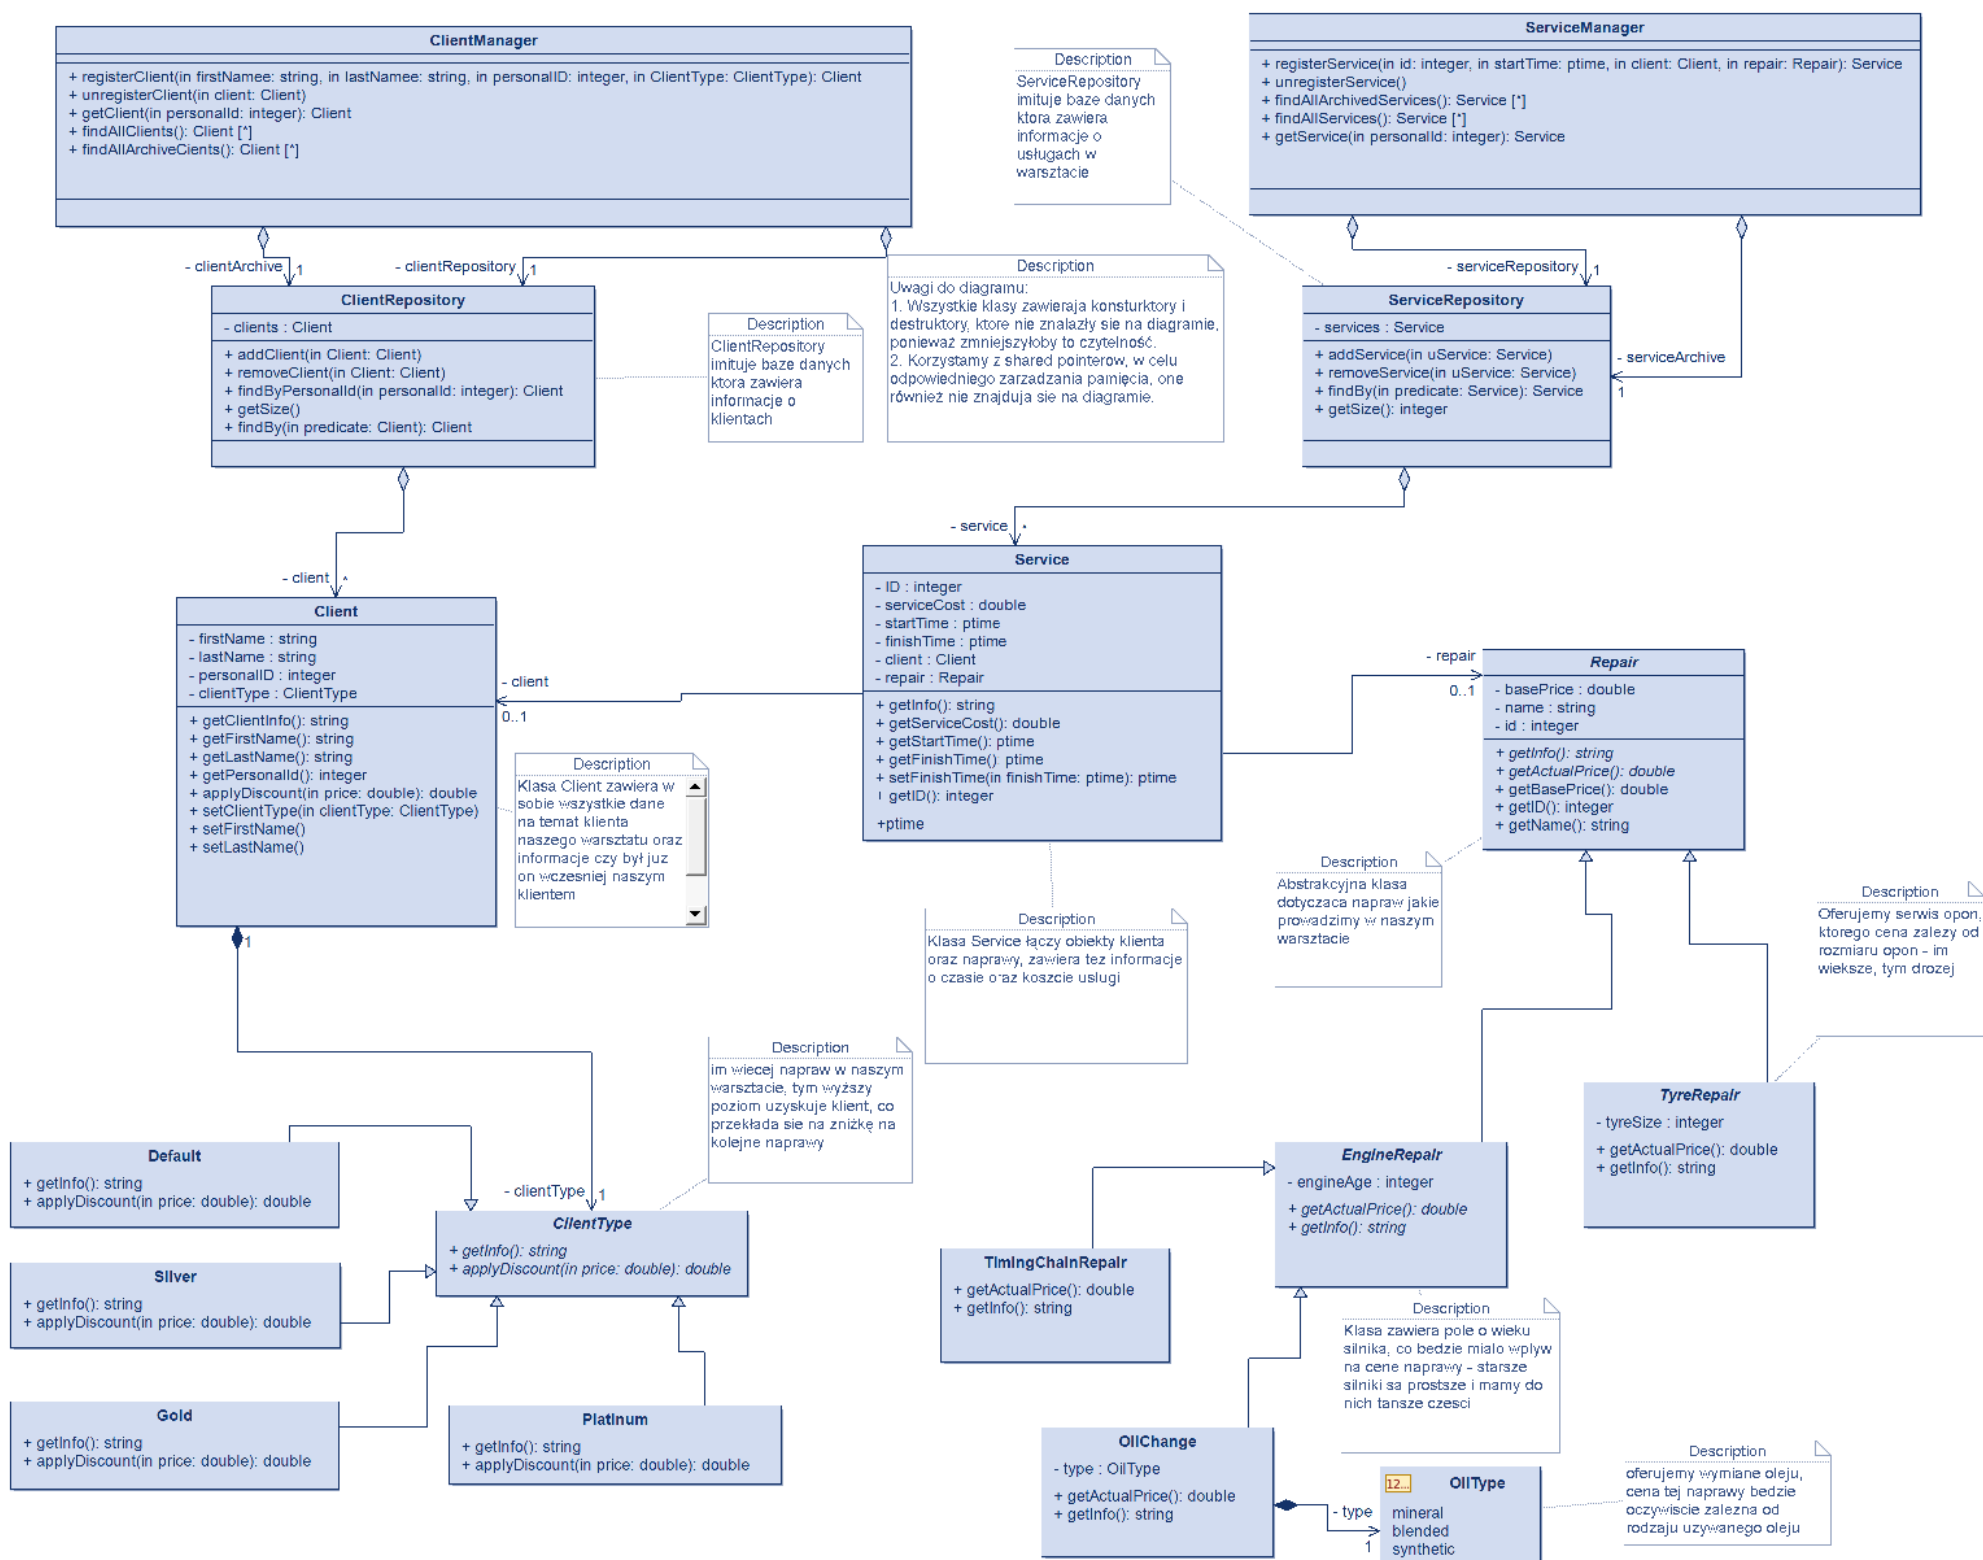 ClientManager
+ registerClient(in firstNamee: string, in lastNamee: string, in personalID: integer, in ClientType: ClientType): Client
+ unregisterClient(in client: Client)
+ getClient(in personalId: integer): Client
+ findAllClients(): Client [*]
+ findAllArchiveCients(): Client [*]
Description
ServiceRepository
imituje baze danych
ktora zawiera
informacje o
usługach w
warsztacie
ServiceManager
+ registerService(in id: integer, in startTime: ptime, in client: Client, in repair: Repair): Service
+ unregisterService()
+ findAllArchivedServices(): Service [*]
+ findAllServices(): Service [*]
+ getService(in personalId: integer): Service
- clientArchive
1
- clientRepository
1
- serviceRepository
1
- serviceArchive
1
ClientRepository
- clients : Client
+ addClient(in Client: Client)
+ removeClient(in Client: Client)
+ findByPersonalId(in personalId: integer): Client
+ getSize()
+ findBy(in predicate: Client): Client
Description
ClientRepository
imituje baze danych
ktora zawiera
informacje o
klientach
Description
Uwagi do diagramu:
1. Wszystkie klasy zawieraja konsturktory i
destruktory, ktore nie znalazły sie na diagramie,
ponieważ zmniejszyłoby to czytelność.
2. Korzystamy z shared pointerow, w celu
odpowiedniego zarzadzania pamięcia, one
również nie znajduja sie na diagramie.
ServiceRepository
- services : Service
+ addService(in uService: Service)
+ removeService(in uService: Service)
+ findBy(in predicate: Service): Service
+ getSize(): integer
- client
*
- service
*
Client
- firstName : string
- lastName : string
- personalID : integer
- clientType : ClientType
+ getClientInfo(): string
+ getFirstName(): string
+ getLastName(): string
+ getPersonalId(): integer
+ applyDiscount(in price: double): double
+ setClientType(in clientType: ClientType)
+ setFirstName()
+ setLastName()
1
- client
0..1
Description
Klasa Client zawiera w
sobie wszystkie dane
na temat klienta
naszego warsztatu oraz
informacje czy był juz
on wczesniej naszym
klientem
Service
- ID : integer
- serviceCost : double
- startTime : ptime
- finishTime : ptime
- client : Client
- repair : Repair
+ getInfo(): string
+ getServiceCost(): double
+ getStartTime(): ptime
+ getFinishTime(): ptime
+ setFinishTime(in finishTime: ptime): ptime
+ getID(): integer
+ptime
- repair
0..1
Repair
- basePrice : double
- name : string
- id : integer
+ getInfo(): string
+ getActualPrice(): double
+ getBasePrice(): double
+ getID(): integer
+ getName(): string
Description
Klasa Service łączy obiekty klienta
oraz naprawy, zawiera tez informacje
o czasie oraz koszcie usługi
Description
Abstrakcyjna klasa
dotyczaca napraw jakie
prowadzimy w naszym
warsztacie
Description
Oferujemy serwis opon,
ktorego cena zalezy od
rozmiaru opon - im
wieksze, tym drozej
Description
im wiecej napraw w naszym
warsztacie, tym wyższy
poziom uzyskuje klient, co
przekłada sie na zniżkę na
kolejne naprawy
- clientType
1
Default
+ getInfo(): string
+ applyDiscount(in price: double): double
Silver
+ getInfo(): string
+ applyDiscount(in price: double): double
Gold
+ getInfo(): string
+ applyDiscount(in price: double): double
Platinum
+ getInfo(): string
+ applyDiscount(in price: double): double
ClientType
+ getInfo(): string
+ applyDiscount(in price: double): double
TyreRepair
- tyreSize : integer
+ getActualPrice(): double
+ getInfo(): string
EngineRepair
- engineAge : integer
+ getActualPrice(): double
+ getInfo(): string
TimingChainRepair
+ getActualPrice(): double
+ getInfo(): string
Description
Klasa zawiera pole o wieku
silnika, co bedzie mialo wplyw
na cene naprawy - starsze
silniki sa prostsze i mamy do
nich tansze czesci
OilChange
- type : OilType
+ getActualPrice(): double
+ getInfo(): string
- type
1
12...
OilType
mineral
blended
synthetic
Description
oferujemy wymiane oleju,
cena tej naprawy bedzie
oczywiscie zalezna od
rodzaju uzywanego oleju